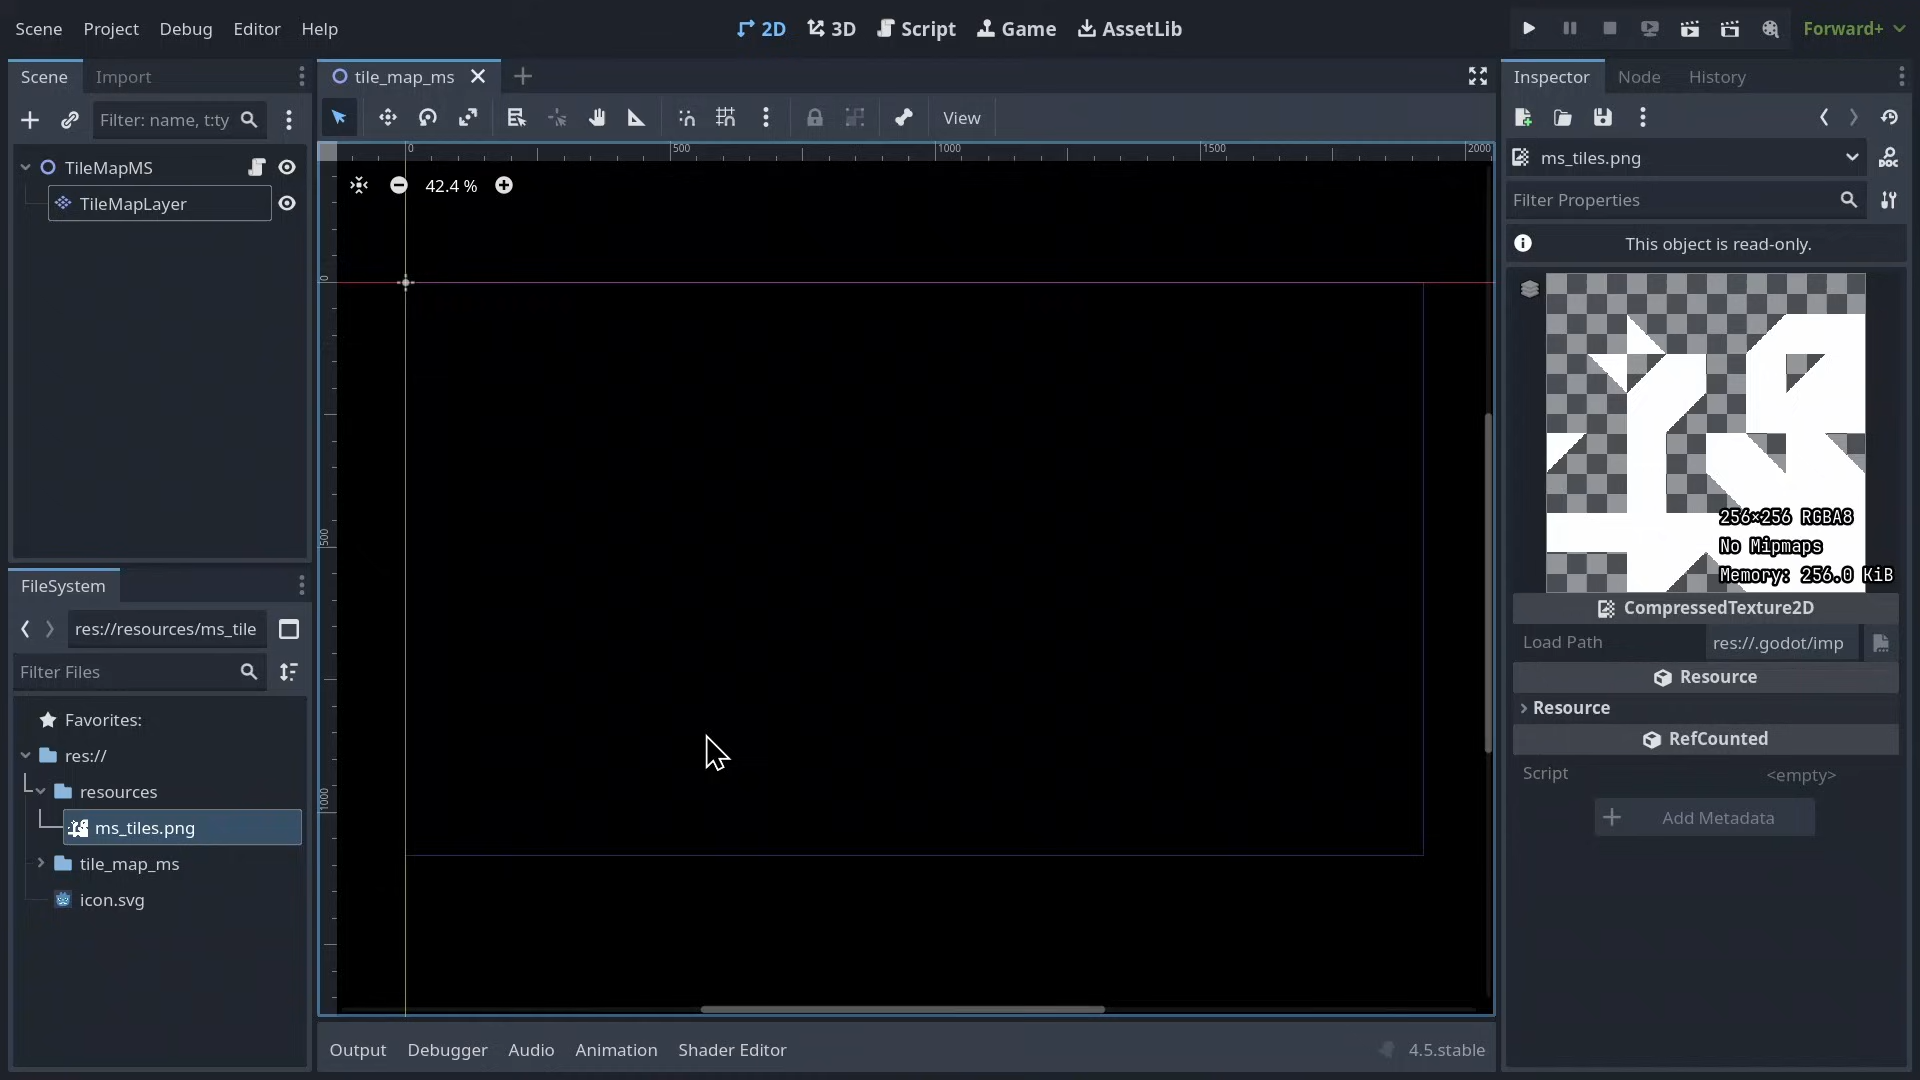 Scene Project Debug Editor Help
2D 3D Script Game AssetLib
Forward+
Scene Import
Filter: name, t:ty
TileMapMS
TileMapLayer
FileSystem
res://resources/ms_tile
Filter Files
Favorites:
res://
resources
ms_tiles.png
tile_map_ms
icon.svg
tile_map_ms
View
0 500 1000 1500 2000
42.4 %
0
500
1000
Output Debugger Audio Animation Shader Editor
4.5.stable
Inspector Node History
ms_tiles.png
Filter Properties
This object is read-only.
256×256 RGBA8
No Mipmaps
Memory: 256.0 KiB
CompressedTexture2D
Load Path res://.godot/imp
Resource
Resource
RefCounted
Script <empty>
Add Metadata